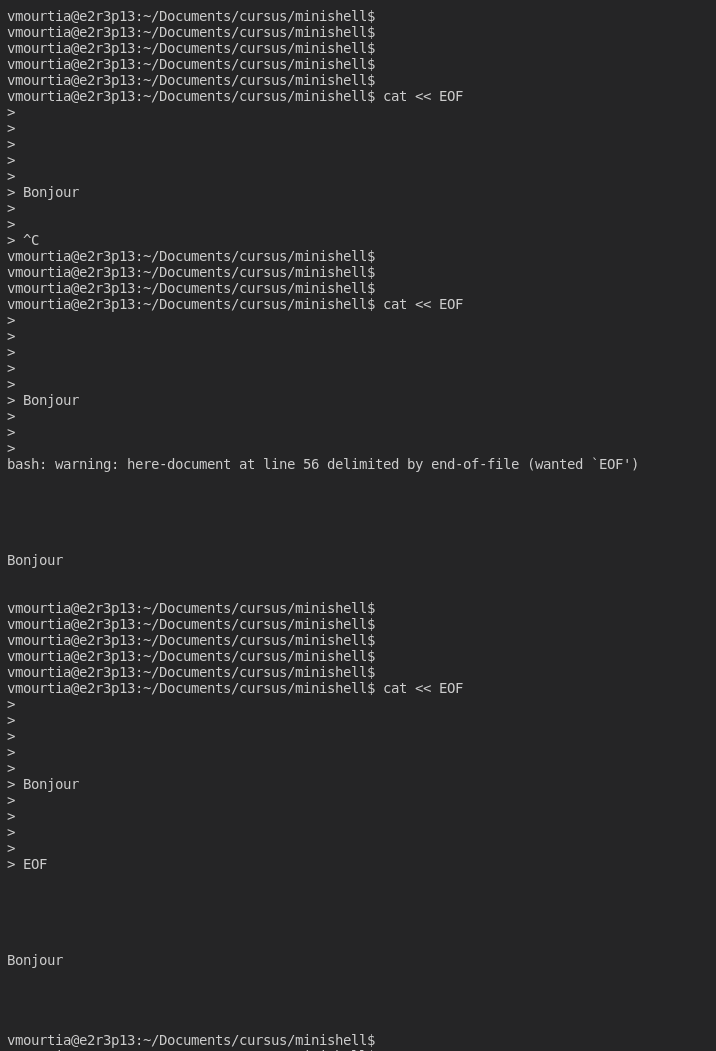 vmourtia@e2r3p13:~/Documents/cursus/minishell$
vmourtia@e2r3p13:~/Documents/cursus/minishell$
vmourtia@e2r3p13:~/Documents/cursus/minishell$
vmourtia@e2r3p13:~/Documents/cursus/minishell$
vmourtia@e2r3p13:~/Documents/cursus/minishell$
vmourtia@e2r3p13:~/Documents/cursus/minishell$ cat << EOF
>
>
>
>
>
> Bonjour
>
>
> ^C
vmourtia@e2r3p13:~/Documents/cursus/minishell$
vmourtia@e2r3p13:~/Documents/cursus/minishell$
vmourtia@e2r3p13:~/Documents/cursus/minishell$
vmourtia@e2r3p13:~/Documents/cursus/minishell$ cat << EOF
>
>
>
>
>
> Bonjour
>
>
>
bash: warning: here-document at line 56 delimited by end-of-file (wanted `EOF')
Bonjour
vmourtia@e2r3p13:~/Documents/cursus/minishell$
vmourtia@e2r3p13:~/Documents/cursus/minishell$
vmourtia@e2r3p13:~/Documents/cursus/minishell$
vmourtia@e2r3p13:~/Documents/cursus/minishell$
vmourtia@e2r3p13:~/Documents/cursus/minishell$
vmourtia@e2r3p13:~/Documents/cursus/minishell$ cat << EOF
>
>
>
>
>
> Bonjour
>
>
>
>
> EOF
Bonjour
vmourtia@e2r3p13:~/Documents/cursus/minishell$